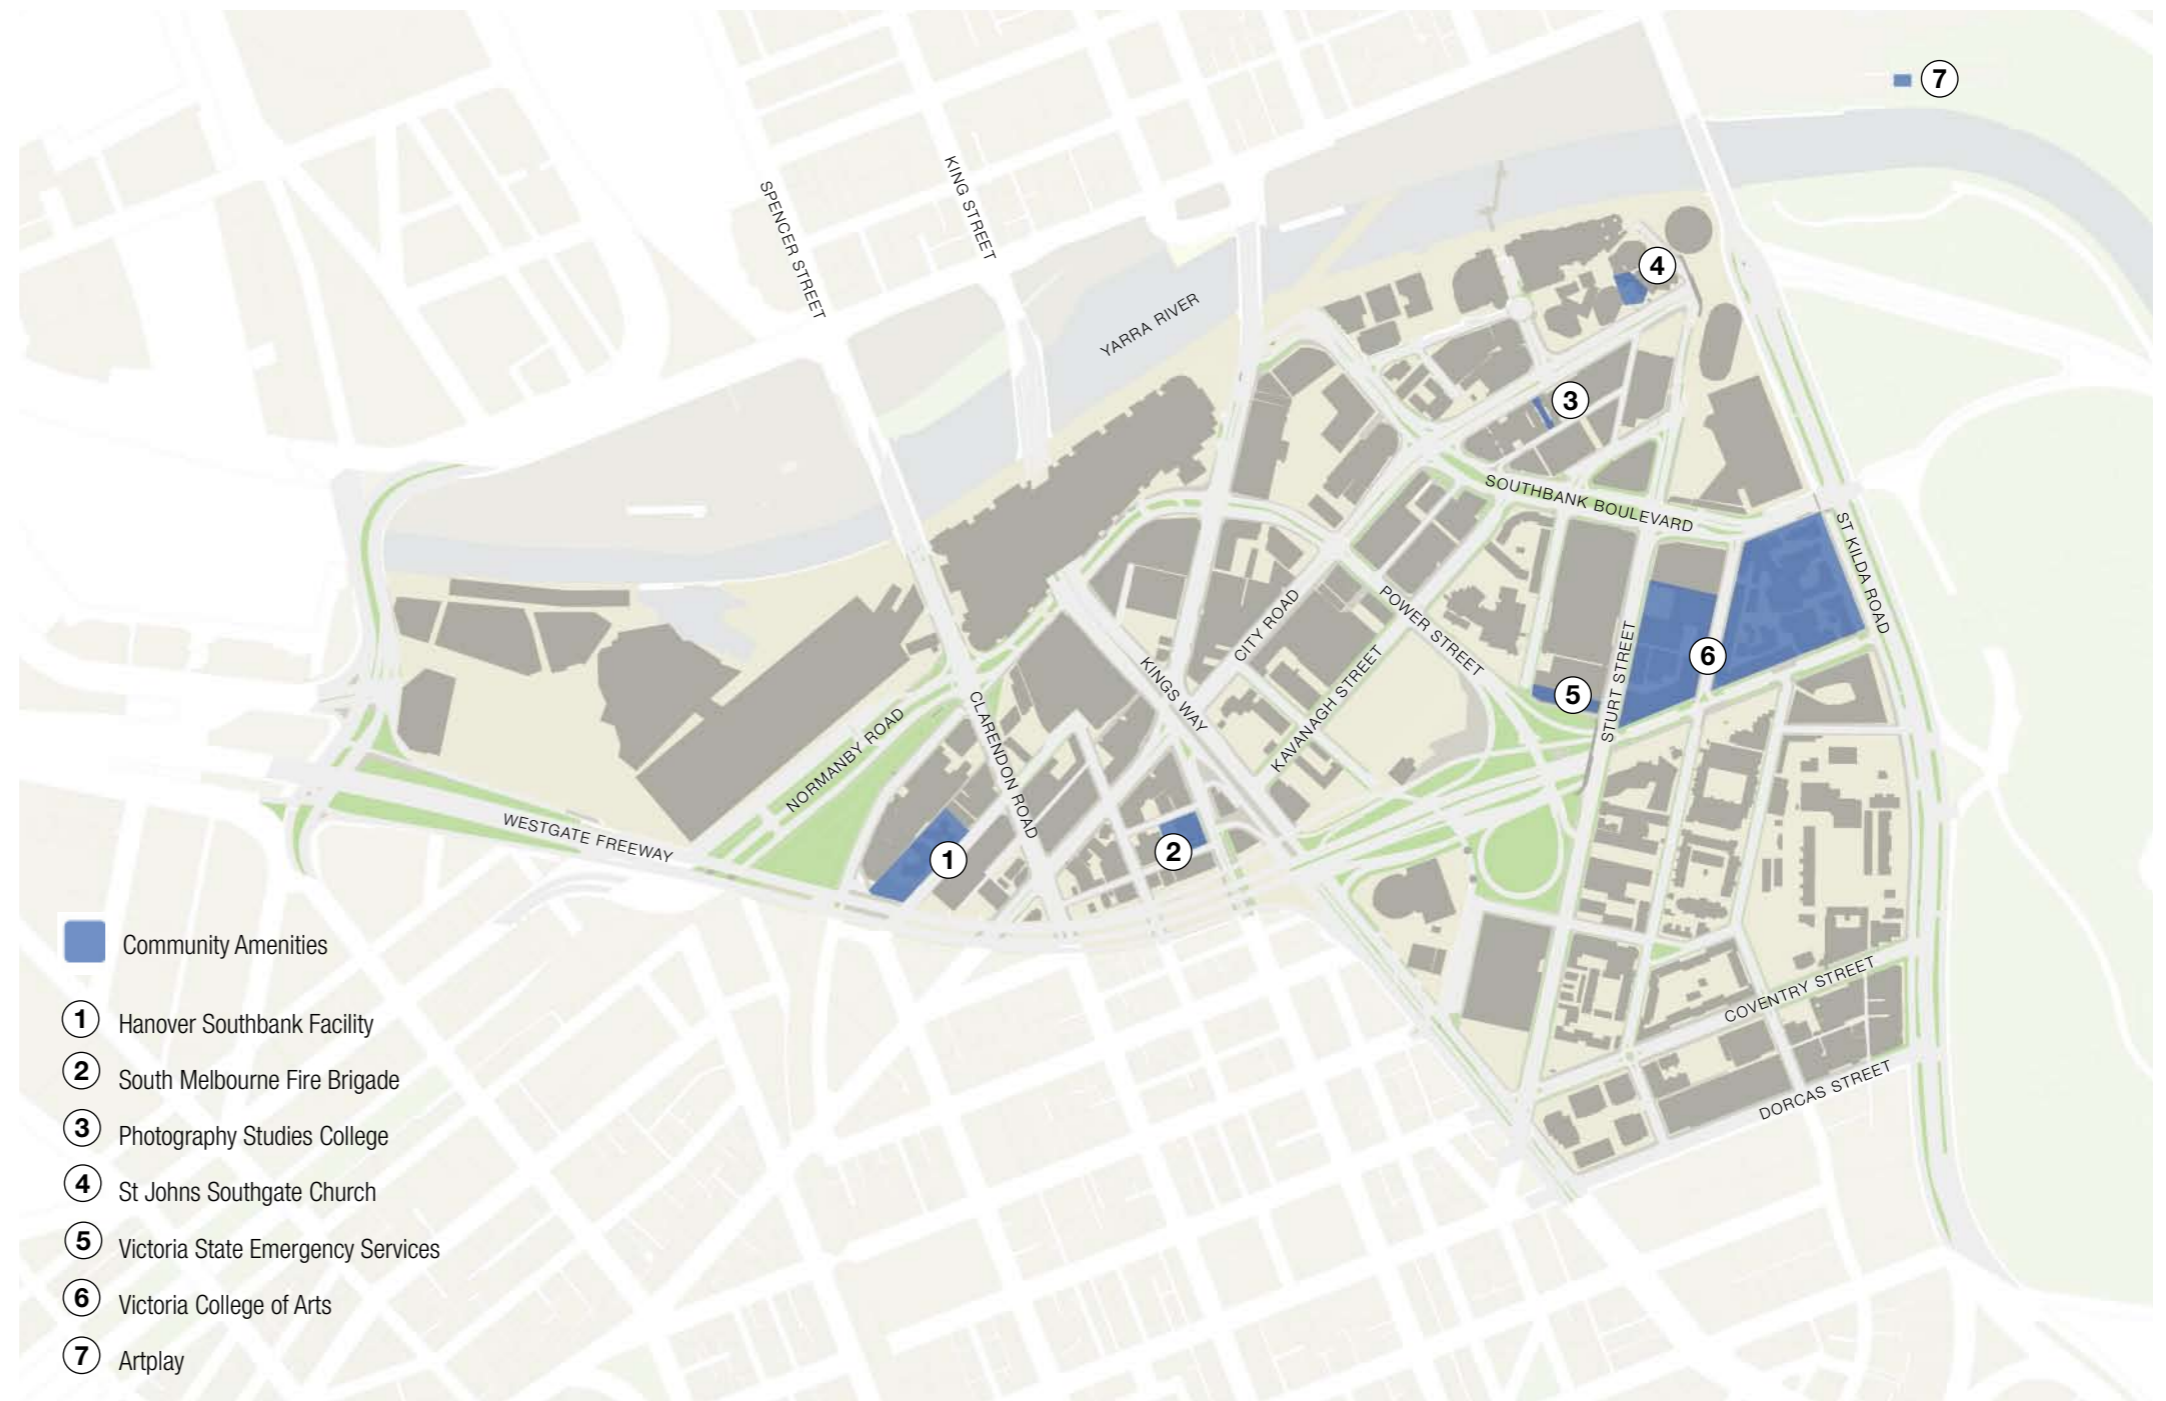 7
KING STREET
SPENCER STREET
4
YARRA RIVER
3
SOUTHBANK BOULEVARD
ST KILDA ROAD
POWER STREET
CITY ROAD
STURT STREET
6
KAVANAGH STREET
KINGS WAY
5
CLARENDON ROAD
NORMANBY ROAD
WESTGATE FREEWAY
1
2
COVENTRY STREET
DORCAS STREET
Community Amenities
1 Hanover Southbank Facility
2 South Melbourne Fire Brigade
3 Photography Studies College
4 St Johns Southgate Church
5 Victoria State Emergency Services
6 Victoria College of Arts
7 Artplay